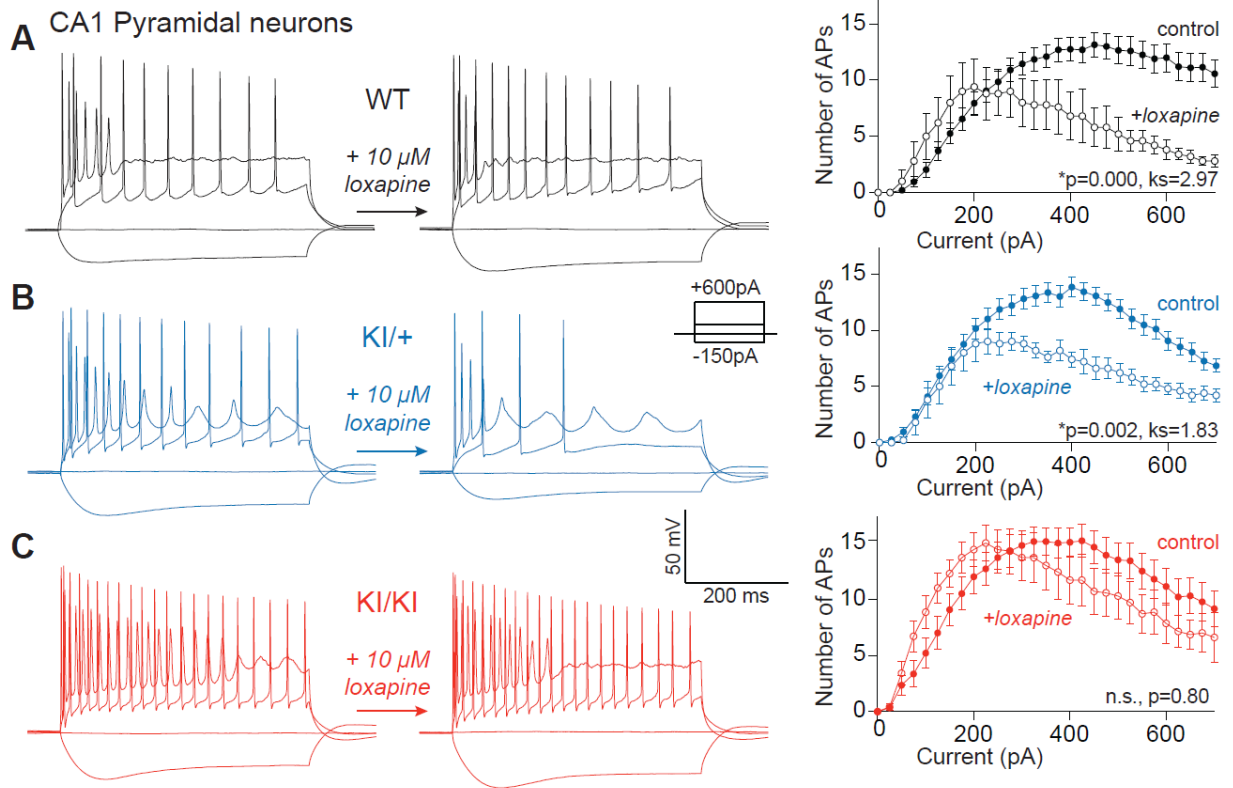 CA1 Pyramidal neurons
A
WT
+ 10 µM
loxapine
Number of APs
15
10
5
0
control
+loxapine
*p=0.000, ks=2.97
0
200
400
600
Current (pA)
B
KI/+
+ 10 µM
loxapine
+600pA
-150pA
Number of APs
15
10
5
0
control
+loxapine
*p=0.002, ks=1.83
0
200
400
600
Current (pA)
C
KI/KI
+ 10 µM
loxapine
50 mV
200 ms
Number of APs
15
10
5
0
control
+loxapine
n.s., p=0.80
0
200
400
600
Current (pA)